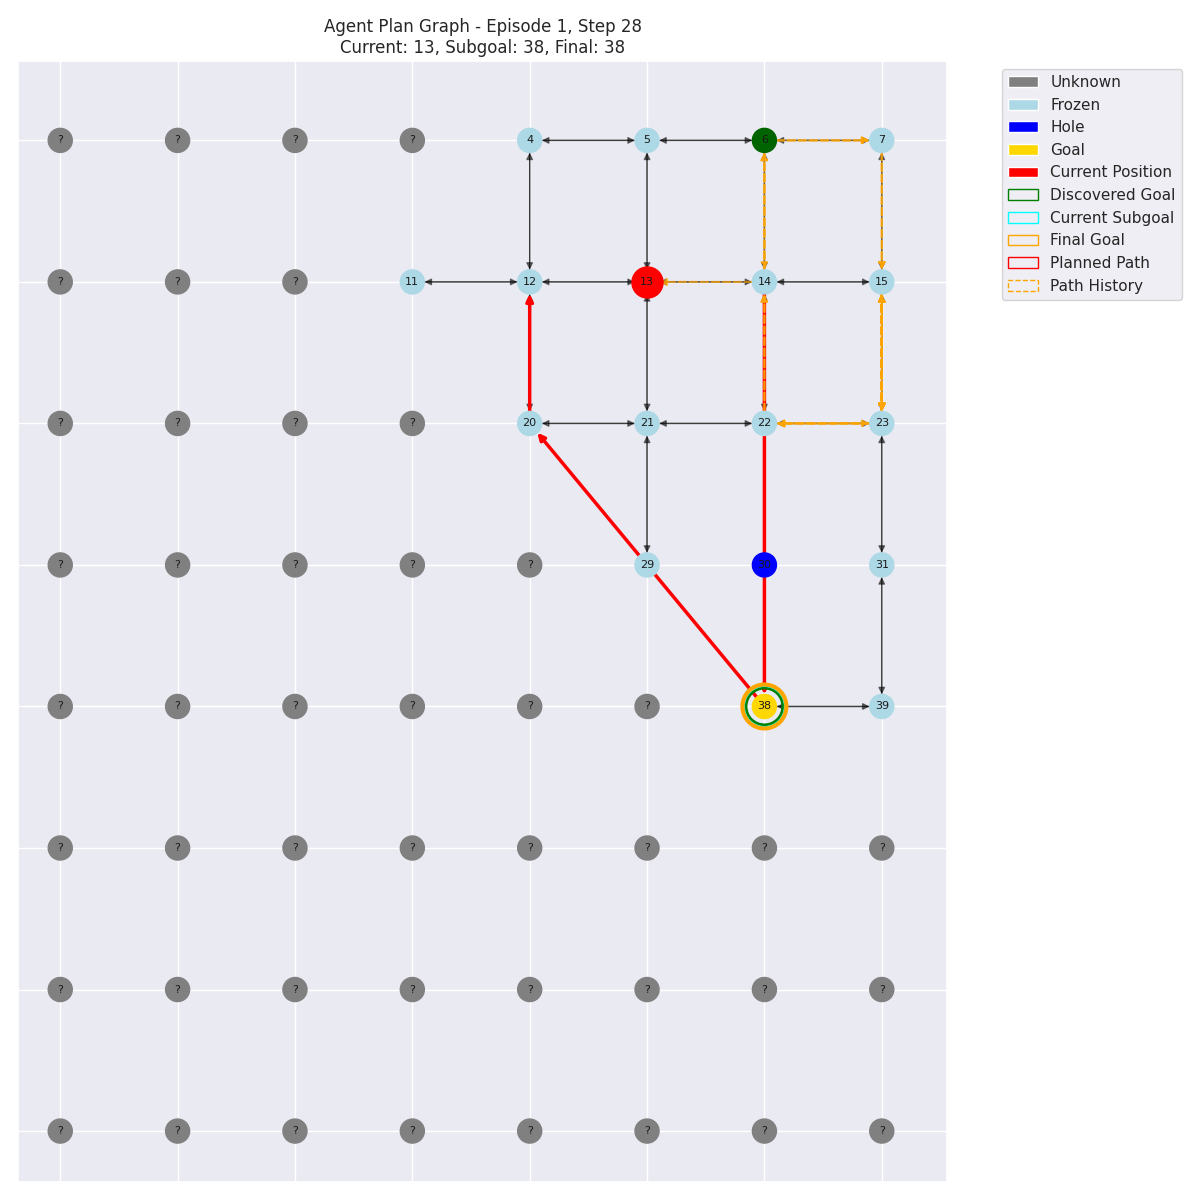 Agent Plan Graph - Episode 1, Step 28
Current: 13, Subgoal: 38, Final: 38
Unknown
Frozen
Hole
Goal
Current Position
Discovered Goal
Current Subgoal
Final Goal
Planned Path
Path History
? ? ? ? 4 5 6 7
? ? ? 11 12 13 14 15
? ? ? ? 20 21 22 23
? ? ? ? ? 29 30 31
? ? ? ? ? ? 38 39
? ? ? ? ? ? ? ?
? ? ? ? ? ? ? ?
? ? ? ? ? ? ? ?